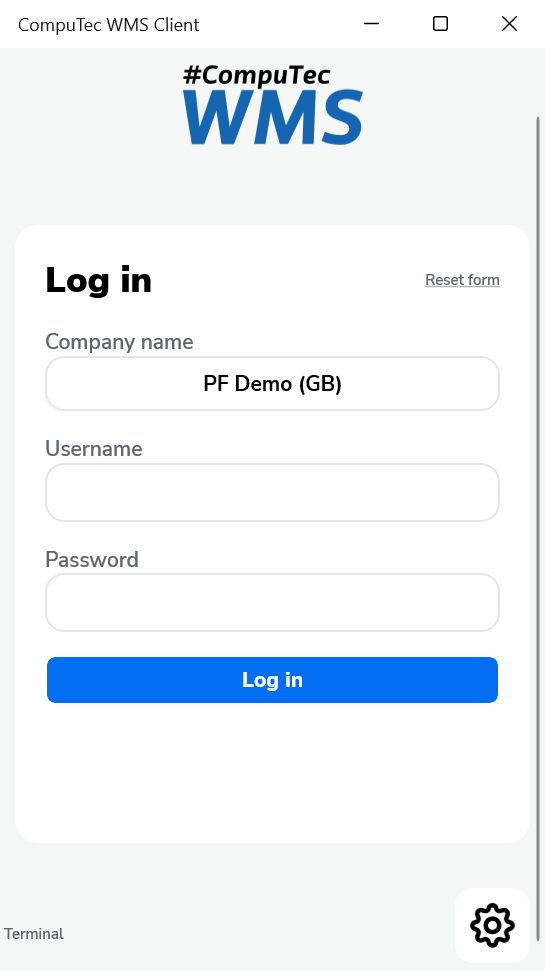 CompuTec WMS Client
#CompuTec
WMS
Log in
Reset form
Company name
PF Demo (GB)
Username
Password
Log in
Terminal